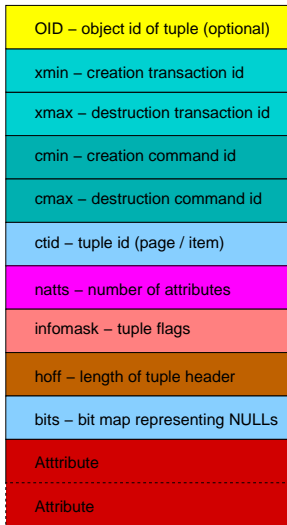 OID – object id of tuple (optional)
xmin – creation transaction id
xmax – destruction transaction id
cmin – creation command id
cmax – destruction command id
ctid – tuple id (page / item)
natts – number of attributes
infomask – tuple flags
hoff – length of tuple header
bits – bit map representing NULLs
Atttribute
Attribute